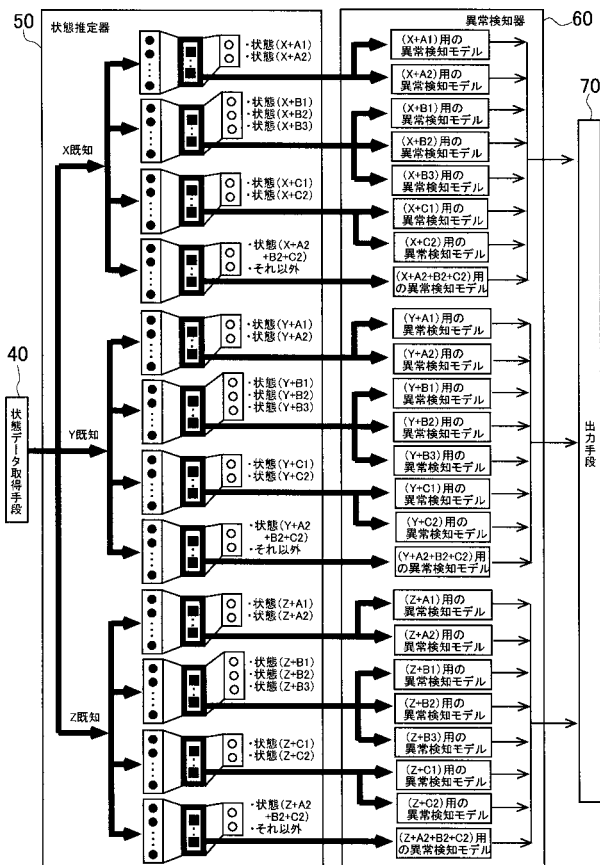 50
状態推定器
異常検知器
60
70
40
状態データ取得手段
X既知
Y既知
Z既知
・状態(X+A1)
・状態(X+A2)
・状態(X+B1)
・状態(X+B2)
・状態(X+B3)
・状態(X+C1)
・状態(X+C2)
・状態(X+A2
+B2+C2)
・それ以外
・状態(Y+A1)
・状態(Y+A2)
・状態(Y+B1)
・状態(Y+B2)
・状態(Y+B3)
・状態(Y+C1)
・状態(Y+C2)
・状態(Y+A2
+B2+C2)
・それ以外
・状態(Z+A1)
・状態(Z+A2)
・状態(Z+B1)
・状態(Z+B2)
・状態(Z+B3)
・状態(Z+C1)
・状態(Z+C2)
・状態(Z+A2
+B2+C2)
・それ以外
(X+A1)用の
異常検知モデル
(X+A2)用の
異常検知モデル
(X+B1)用の
異常検知モデル
(X+B2)用の
異常検知モデル
(X+B3)用の
異常検知モデル
(X+C1)用の
異常検知モデル
(X+C2)用の
異常検知モデル
(X+A2+B2+C2)用
の異常検知モデル
(Y+A1)用の
異常検知モデル
(Y+A2)用の
異常検知モデル
(Y+B1)用の
異常検知モデル
(Y+B2)用の
異常検知モデル
(Y+B3)用の
異常検知モデル
(Y+C1)用の
異常検知モデル
(Y+C2)用の
異常検知モデル
(Y+A2+B2+C2)用
の異常検知モデル
(Z+A1)用の
異常検知モデル
(Z+A2)用の
異常検知モデル
(Z+B1)用の
異常検知モデル
(Z+B2)用の
異常検知モデル
(Z+B3)用の
異常検知モデル
(Z+C1)用の
異常検知モデル
(Z+C2)用の
異常検知モデル
(Z+A2+B2+C2)用
の異常検知モデル
出力手段